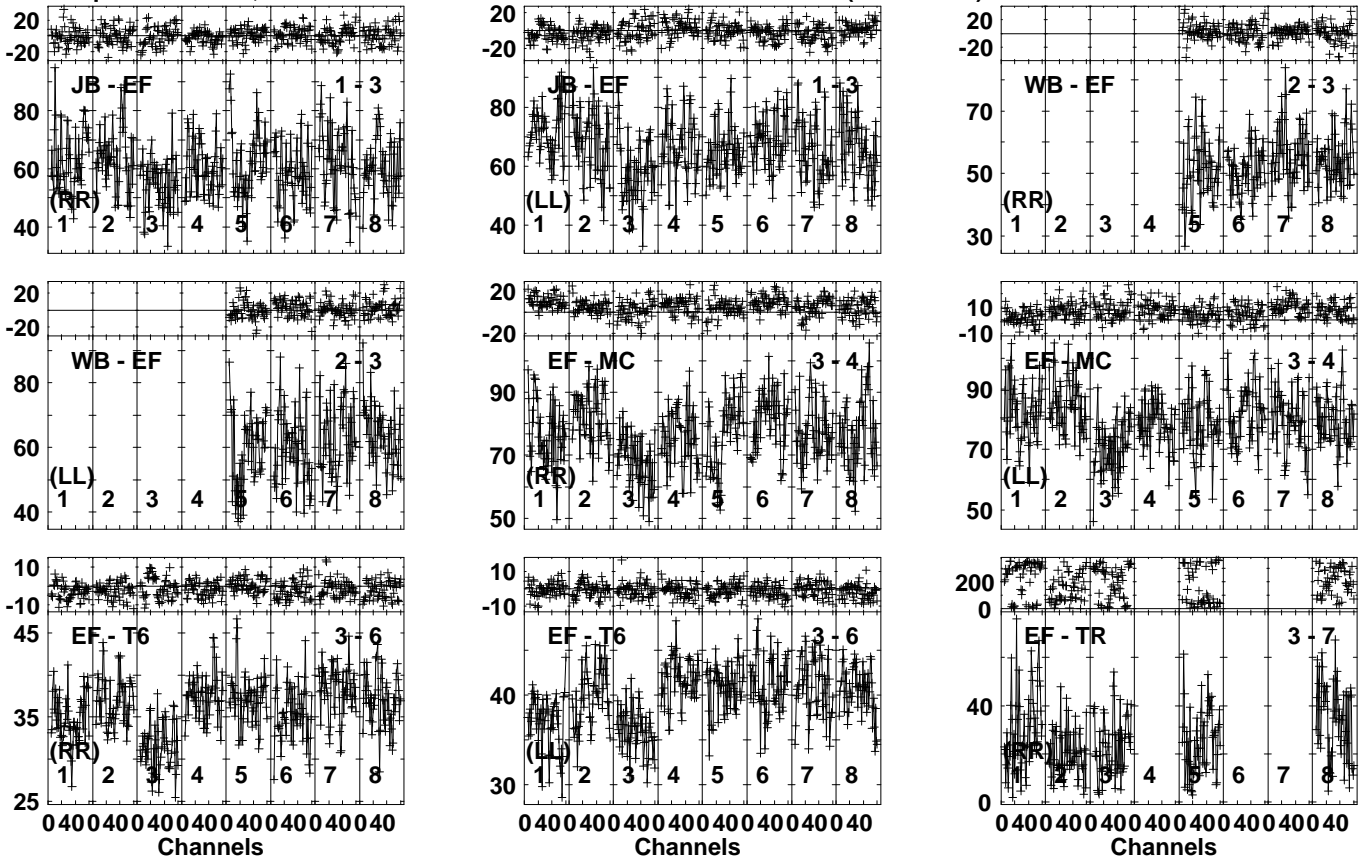 20 20 20
-20 -20 -20
JB - EF 1 - 3 JB - EF 1 - 3 WB - EF 2 - 3
80 80 70
60 60 50
40 40 30
(RR) (LL) (RR)
1 2 3 4 5 6 7 8 1 2 3 4 5 6 7 8 1 2 3 4 5 6 7 8
20 20 10
-20 -20 -10
WB - EF 2 - 3 EF - MC 3 - 4 EF - MC 3 - 4
80 90 90
60 70 70
40 50 50
(LL) (RR) (LL)
1 2 3 4 5 6 7 8 1 2 3 4 5 6 7 8 1 2 3 4 5 6 7 8
10 10 200
-10 -10 0
EF - T6 3 - 6 EF - T6 3 - 6 EF - TR 3 - 7
45 40 40
35 30 0
25
(RR) (LL) (RR)
1 2 3 4 5 6 7 8 1 2 3 4 5 6 7 8 1 2 3 4 5 6 7 8
0 40 0 40 0 40 0 40 0 40 0 40 0 40 0 40 0 40 0 40 0 40 0 40 0 40 0 40 0 40 0 40 0 40 0 40 0 40 0 40 0 40 0 40 0 40 0 40
Channels Channels Channels